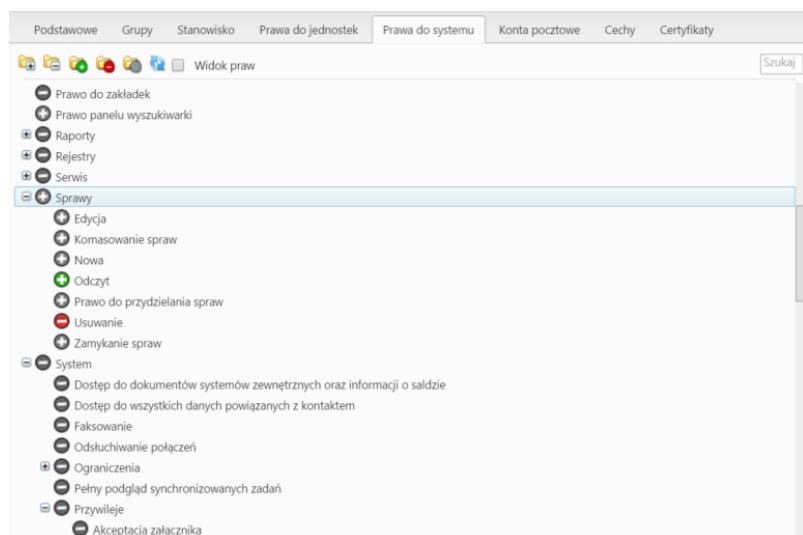 Podstawowe Grupy Stanowisko Prawa do jednostek Prawa do systemu Konta pocztowe Cechy Certyfikaty
Widok praw Szukaj
Prawo do zakładek
Prawo panelu wyszukiwarki
Raporty
Rejestry
Serwis
Sprawy
Edycja
Komasowanie spraw
Nowa
Odczyt
Prawo do przydzielania spraw
Usuwanie
Zamykanie spraw
System
Dostęp do dokumentów systemów zewnętrznych oraz informacji o saldzie
Dostęp do wszystkich danych powiązanych z kontaktem
Faksowanie
Odsłuchiwanie połączeń
Ograniczenia
Pełny podgląd synchronizowanych zadań
Przywileje
Akceptacja załącznika